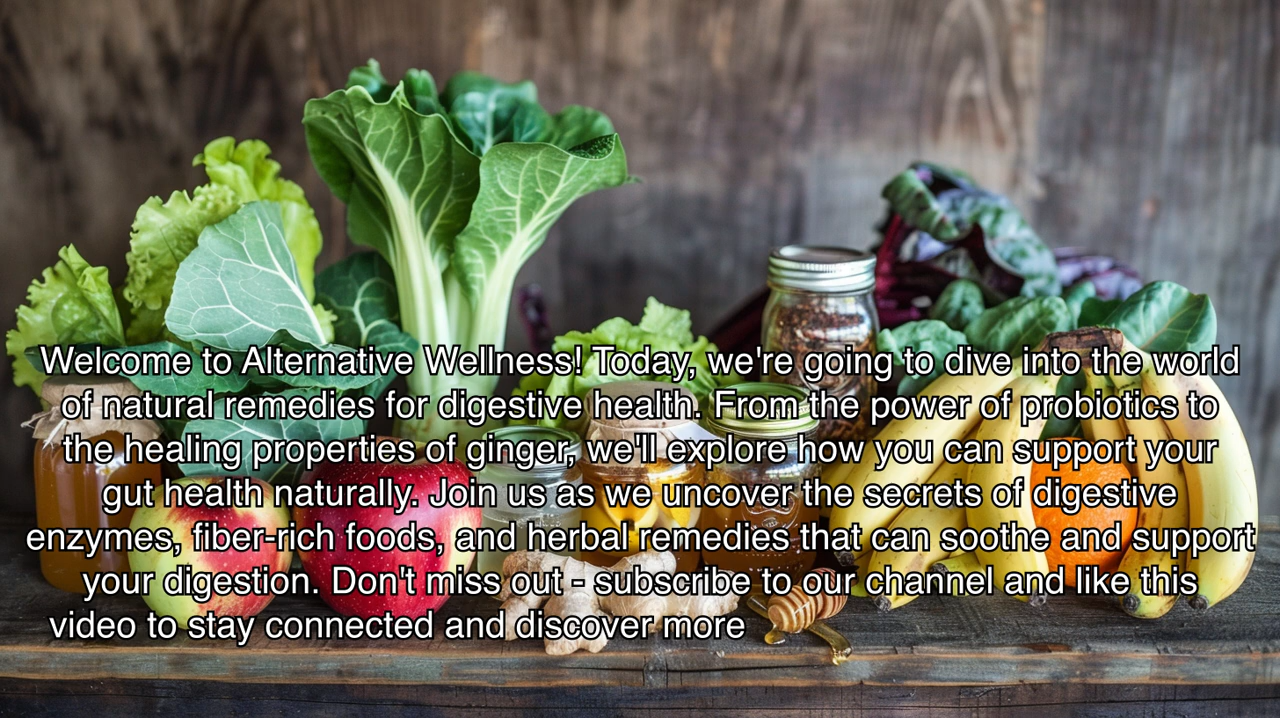 Welcome to Alternative Wellness! Today, we're going to dive into the world
of natural remedies for digestive health. From the power of probiotics to
the healing properties of ginger, we'll explore how you can support your
gut health naturally. Join us as we uncover the secrets of digestive
enzymes, fiber-rich foods, and herbal remedies that can soothe and support
your digestion. Don't miss out - subscribe to our channel and like this
video to stay connected and discover more